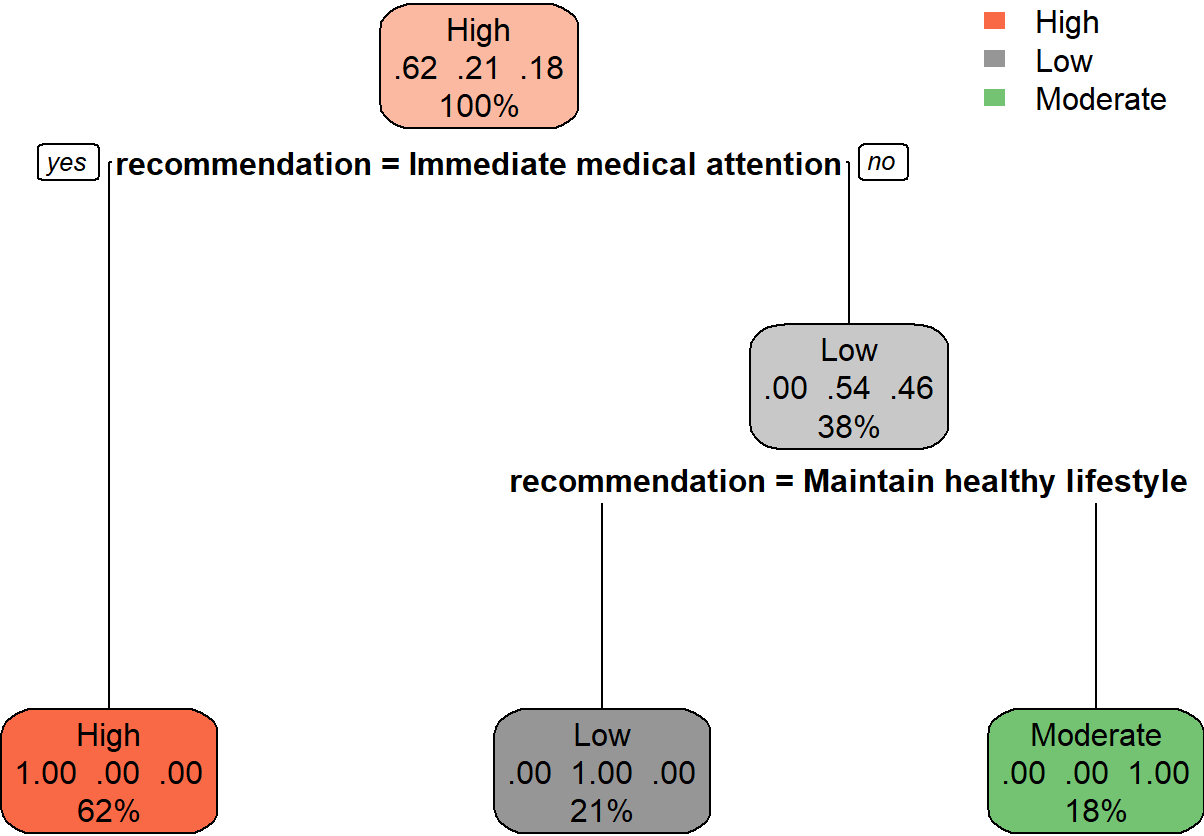 High
.62 .21 .18
100%
High
Low
Moderate
yes
recommendation = Immediate medical attention
no
Low
.00 .54 .46
38%
recommendation = Maintain healthy lifestyle
High
1.00 .00 .00
62%
Low
.00 1.00 .00
21%
Moderate
.00 .00 1.00
18%